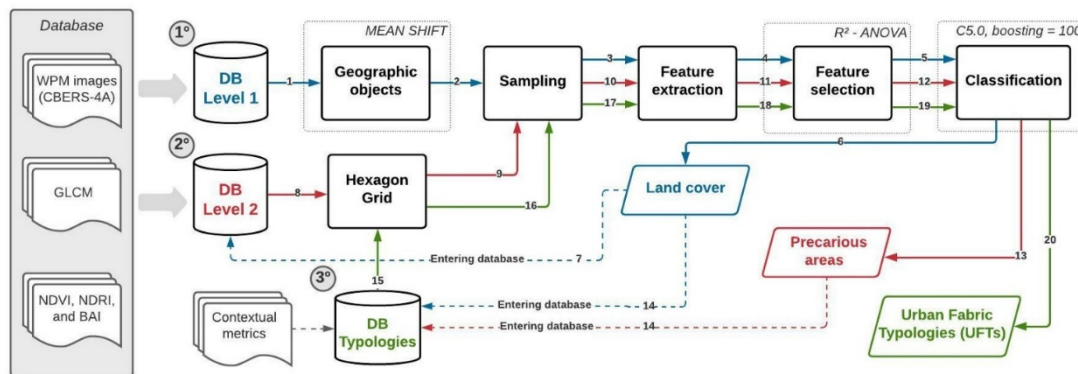 Database
WPM images
(CBERS-4A)
GLCM
NDVI, NDRI,
and BAI
1º
DB
Level 1
1
MEAN SHIFT
Geographic
objects
2
Sampling
3
10
17
Feature
extraction
4
11
18
R² - ANOVA
Feature
selection
5
12
19
C5.0, boosting = 100
Classification
6
2º
DB
Level 2
8
Hexagon
Grid
9
16
Land cover
Entering database 7
Precarious
areas
13
20
15
3º
Contextual
metrics
DB
Typologies
Entering database 14
Entering database 14
Urban Fabric
Typologies (UFTs)